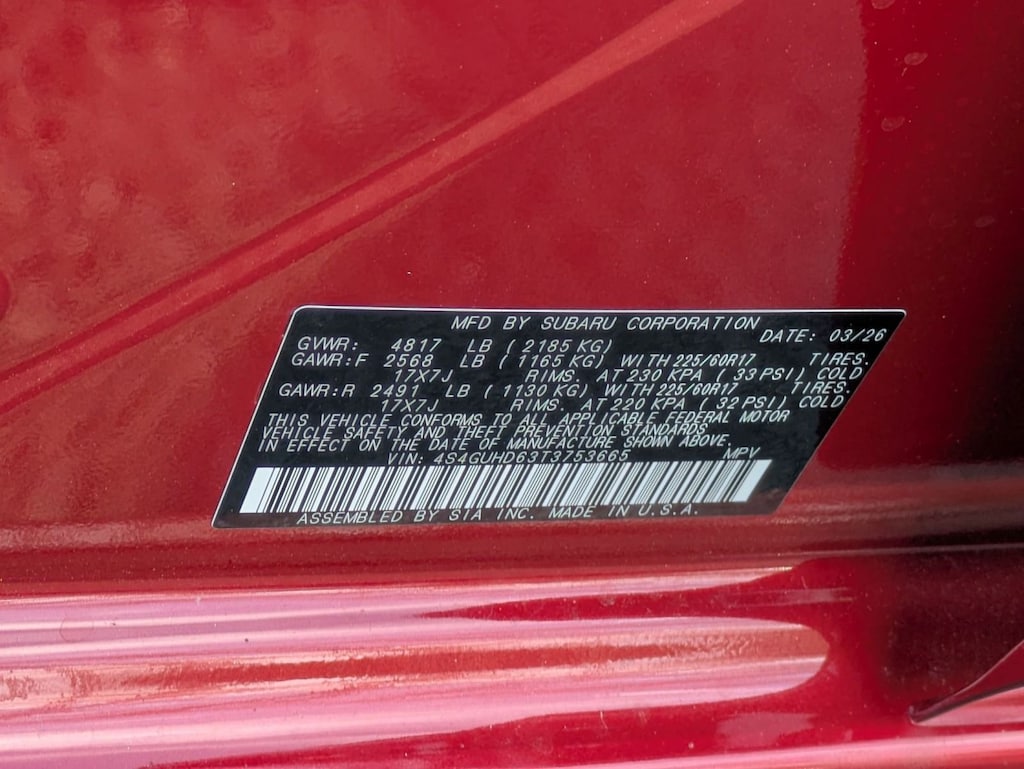 MFD BY SUBARU CORPORATION
GVWR: 4817 LB (2185 KG) DATE: 03/26
GAWR:F 2568 LB (1165 KG) WITH 225/60R17 TIRES.
17X7J RIMS. AT 230 KPA (33 PSI) COLD
GAWR:R 2491 LB (1130 KG) WITH 225/60R17 TIRES.
17X7J RIMS. AT 220 KPA (32 PSI) COLD.
THIS VEHICLE CONFORMS TO ALL APPLICABLE FEDERAL MOTOR
VEHICLE SAFETY AND THEFT PREVENTION STANDARDS
IN EFFECT ON THE DATE OF MANUFACTURE SHOWN ABOVE.
VIN: 4S4GUHD63T3753665 MPV
ASSEMBLED BY SIA INC. MADE IN U.S.A.